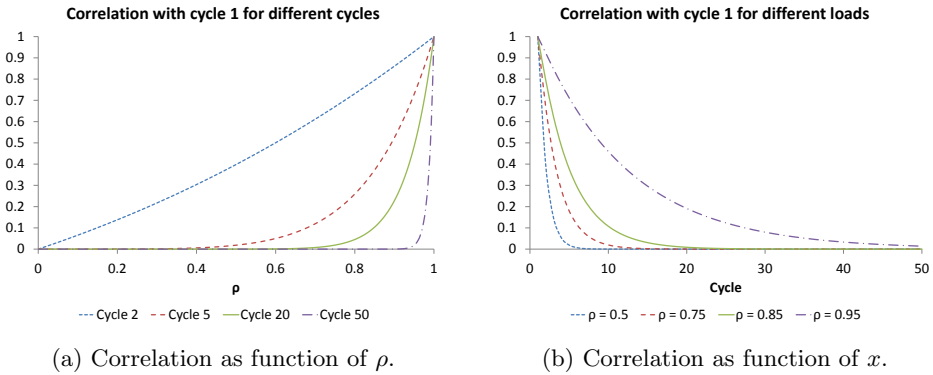 Correlation with cycle 1 for different cycles
1
0.9
0.8
0.7
0.6
0.5
0.4
0.3
0.2
0.1
0
0 0.2 0.4 0.6 0.8 1
ρ
Cycle 2 Cycle 5 Cycle 20 Cycle 50
(a) Correlation as function of ρ.
Correlation with cycle 1 for different loads
1
0.9
0.8
0.7
0.6
0.5
0.4
0.3
0.2
0.1
0
0 10 20 30 40 50
Cycle
ρ = 0.5 ρ = 0.75 ρ = 0.85 ρ = 0.95
(b) Correlation as function of x.